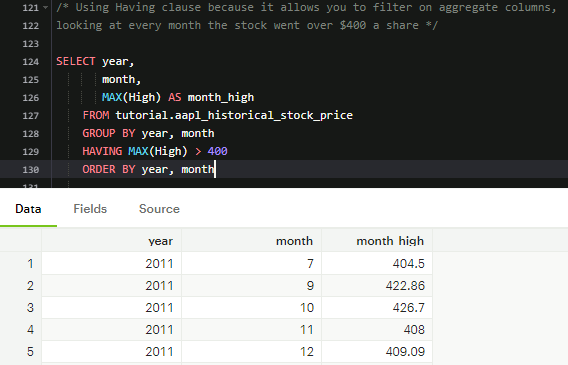 121 /* Using Having clause because it allows you to filter on aggregate columns,
122 looking at every month the stock went over $400 a share */
123
124 SELECT year,
125 month,
126 MAX(High) AS month_high
127 FROM tutorial.aapl_historical_stock_price
128 GROUP BY year, month
129 HAVING MAX(High) > 400
130 ORDER BY year, month
131
Data Fields Source
year month month high
1 2011 7 404.5
2 2011 9 422.86
3 2011 10 426.7
4 2011 11 408
5 2011 12 409.09